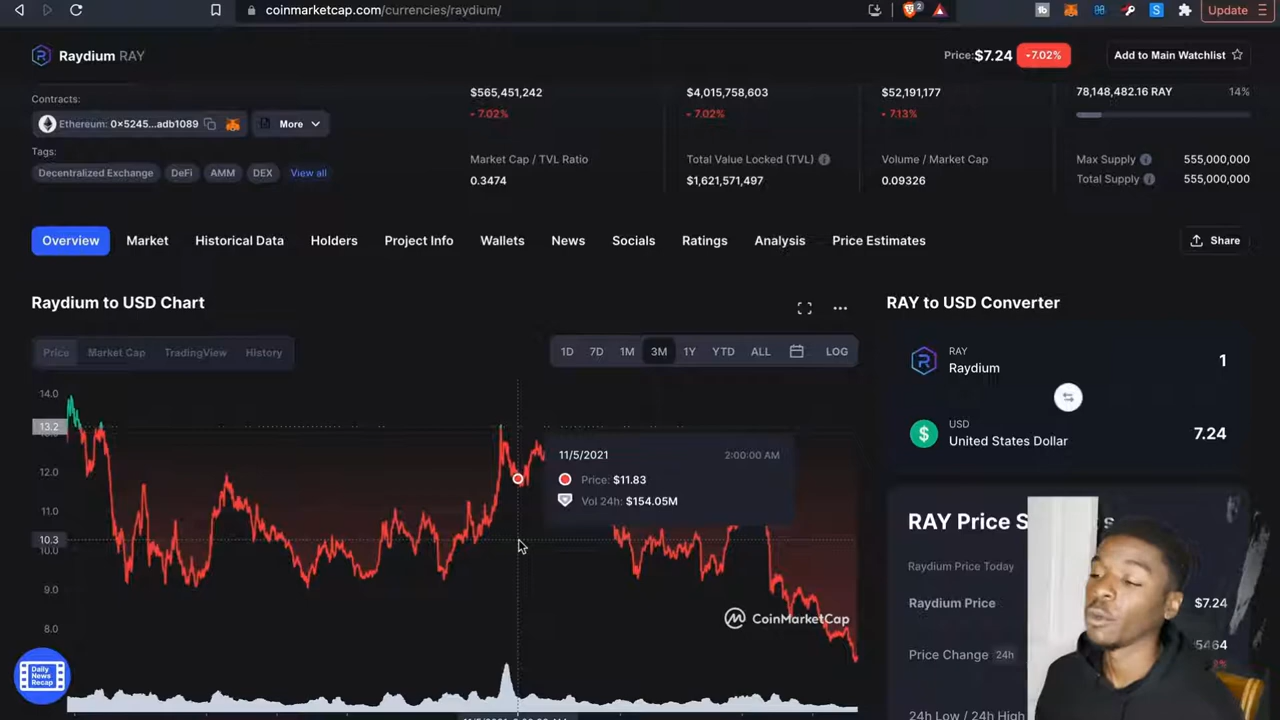 coinmarketcap.com/currencies/raydium/
2
Update
Raydium RAY
Price: $7.24 -7.02%
Add to Main Watchlist
Contracts:
Ethereum: 0x5245...adb1089
More
Tags:
Decentralized Exchange DeFi AMM DEX View all
$565,451,242 $4,015,758,603 $52,191,177 78,148,482.16 RAY 14%
7.02% 7.02% 7.13%
Market Cap / TVL Ratio Total Value Locked (TVL) Volume / Market Cap Max Supply 555,000,000
0.3474 $1,621,571,497 0.09326 Total Supply 555,000,000
Overview Market Historical Data Holders Project Info Wallets News Socials Ratings Analysis Price Estimates Share
Raydium to USD Chart
Price Market Cap TradingView History
1D 7D 1M 3M 1Y YTD ALL LOG
14.0
13.2
12.0
10.3
10.0
9.0
8.0
11/5/2021 2:00:00 AM
Price: $11.83
Vol 24h: $154.05M
CoinMarketCap
Daily
News
Recap
RAY to USD Converter
RAY
Raydium 1
USD
United States Dollar 7.24
RAY Price S
Raydium Price Today
Raydium Price $7.24
5464
Price Change 24h
2%
24h Low / 24h High